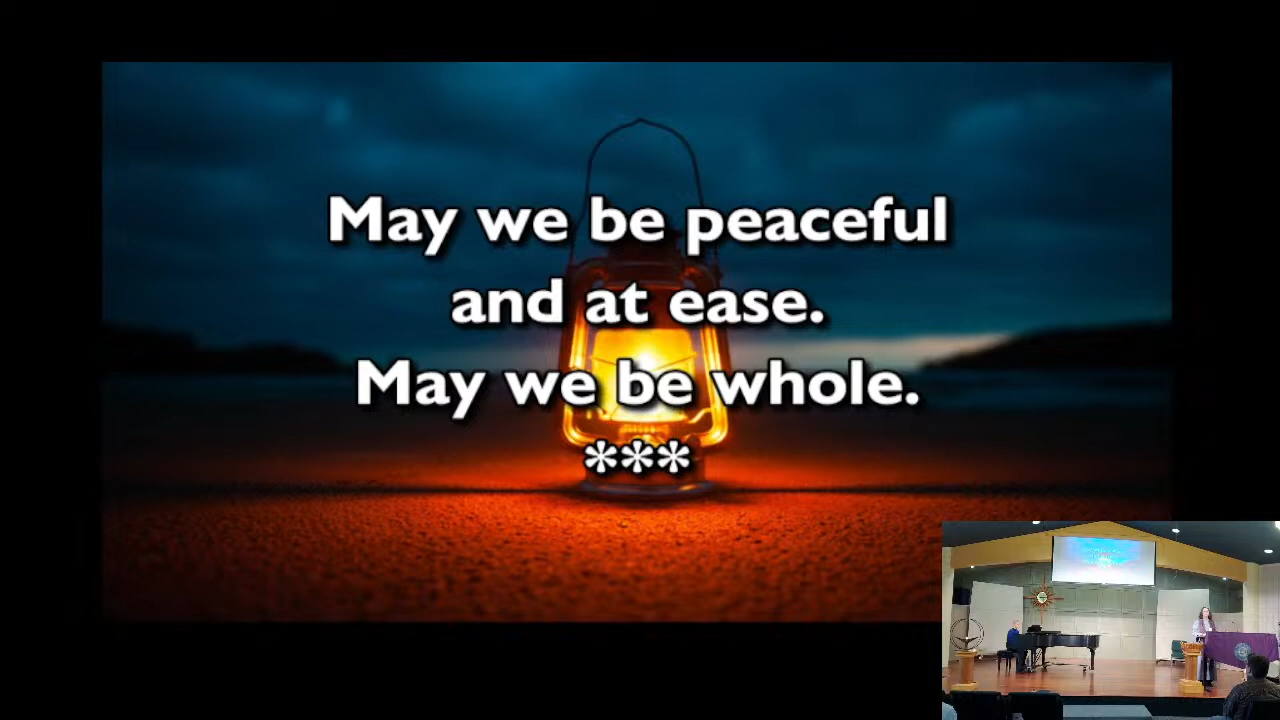 May we be peaceful
and at ease.
May we be whole.
***